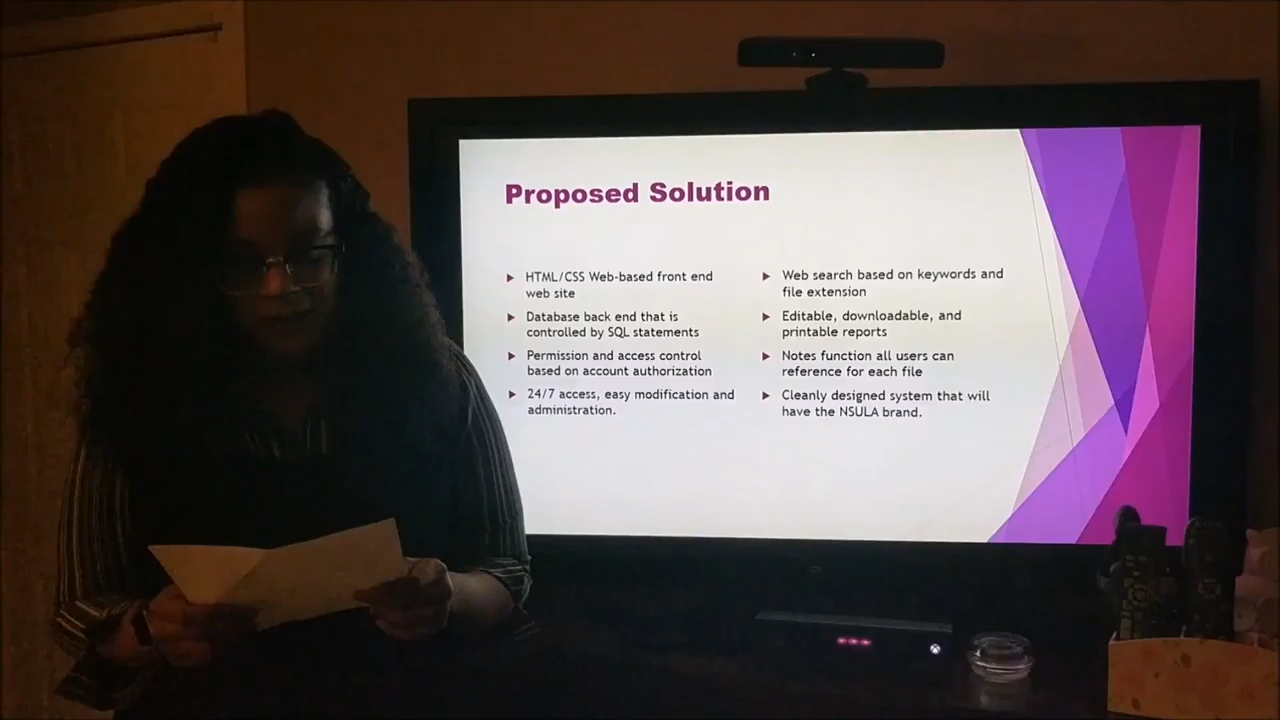 Proposed Solution
HTML/CSS Web-based front end
web site
Database back end that is
controlled by SQL statements
Permission and access control
based on account authorization
24/7 access, easy modification and
administration.
Web search based on keywords and
file extension
Editable, downloadable, and
printable reports
Notes function all users can
reference for each file
Cleanly designed system that will
have the NSULA brand.